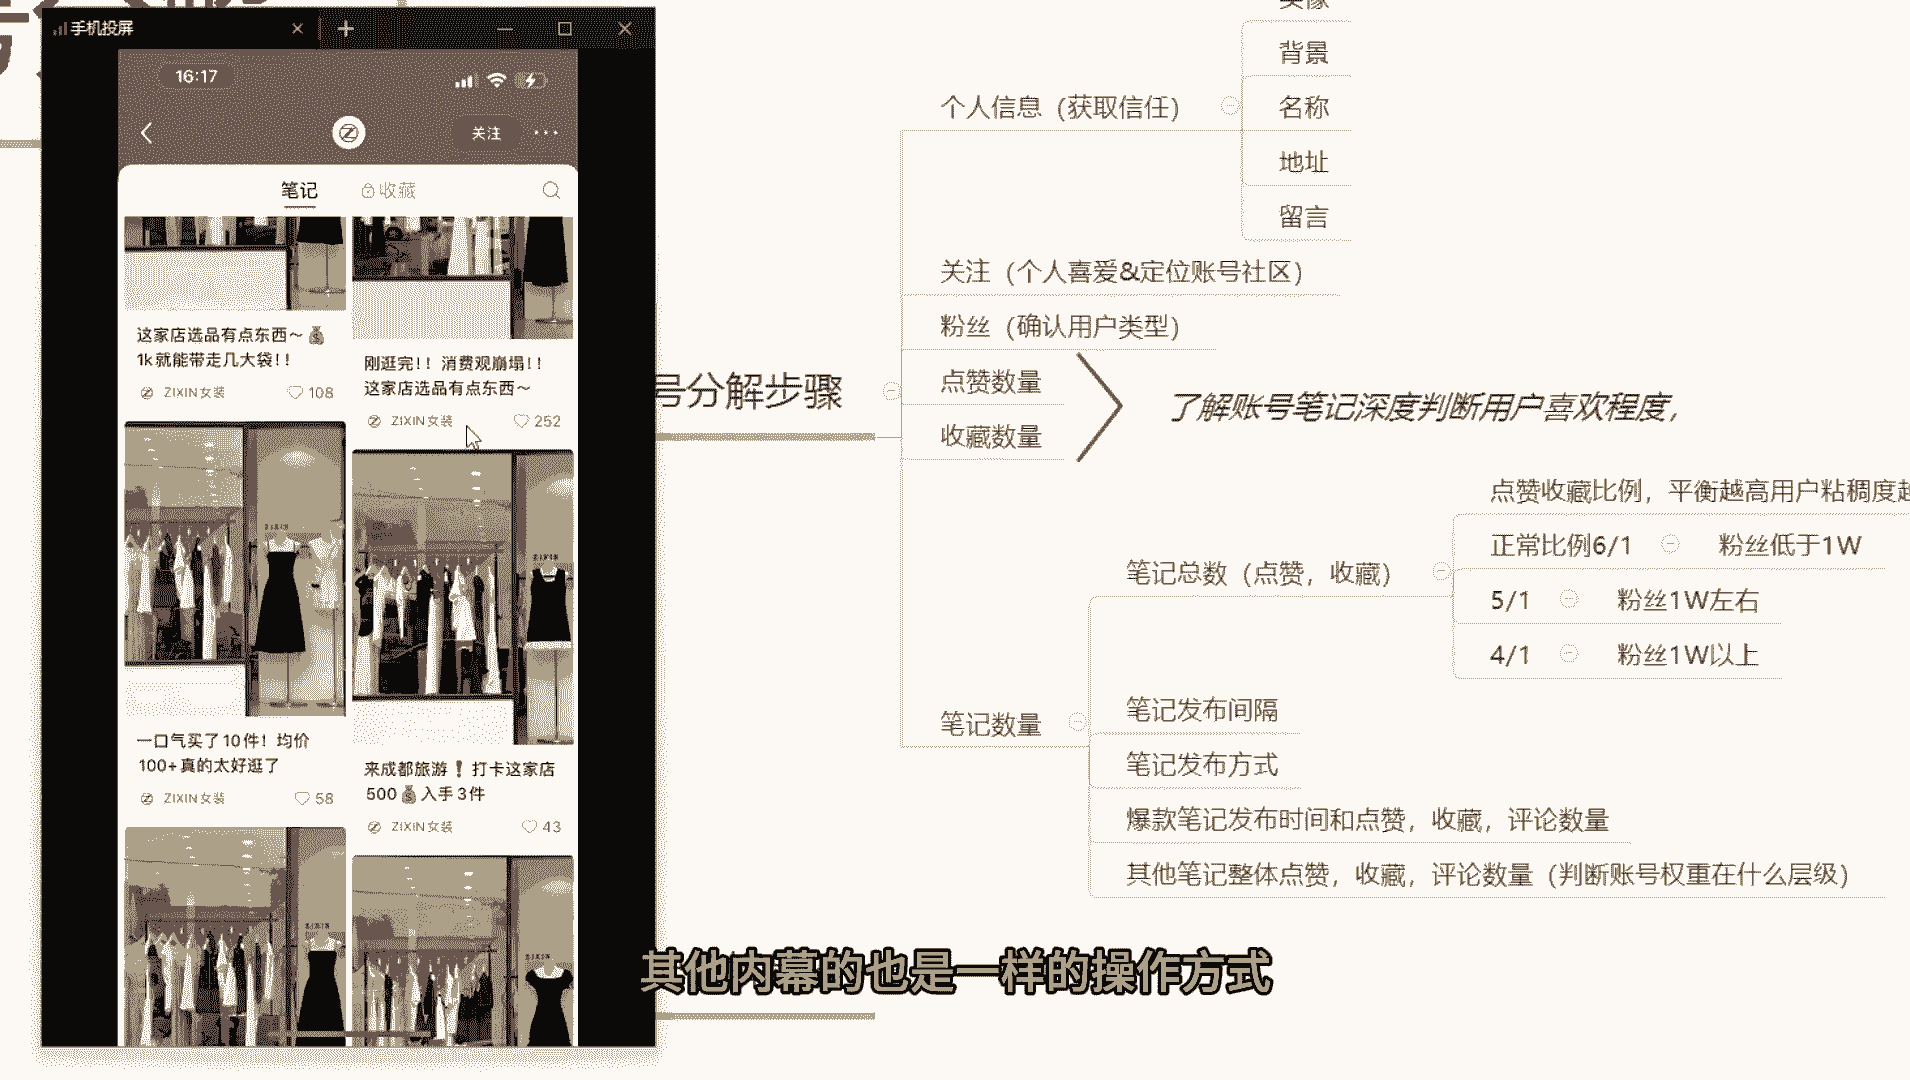 手机投屏
16:17
关注
笔记
收藏
这家店选品有点东西～💰
1k就能带走几大袋!!
ZIXIN女装
108
刚逛完!! 消费观崩塌!!
这家店选品有点东西～
ZIXIN女装
252
一口气买了10件! 均价
100+真的太好逛了
ZIXIN女装
58
来成都旅游❗打卡这家店
500💰入手3件
ZIXIN女装
43
号分解步骤
个人信息（获取信任）
头像
背景
名称
地址
留言
关注（个人喜爱&定位账号社区）
粉丝（确认用户类型）
点赞数量
收藏数量
了解账号笔记深度判断用户喜欢程度,
笔记数量
笔记总数（点赞，收藏）
点赞收藏比例，平衡越高用户粘稠度越
正常比例6/1
粉丝低于1W
5/1
粉丝1W左右
4/1
粉丝1W以上
笔记发布间隔
笔记发布方式
爆款笔记发布时间和点赞，收藏，评论数量
其他笔记整体点赞，收藏，评论数量（判断账号权重在什么层级）
其他内幕的也是一样的操作方式